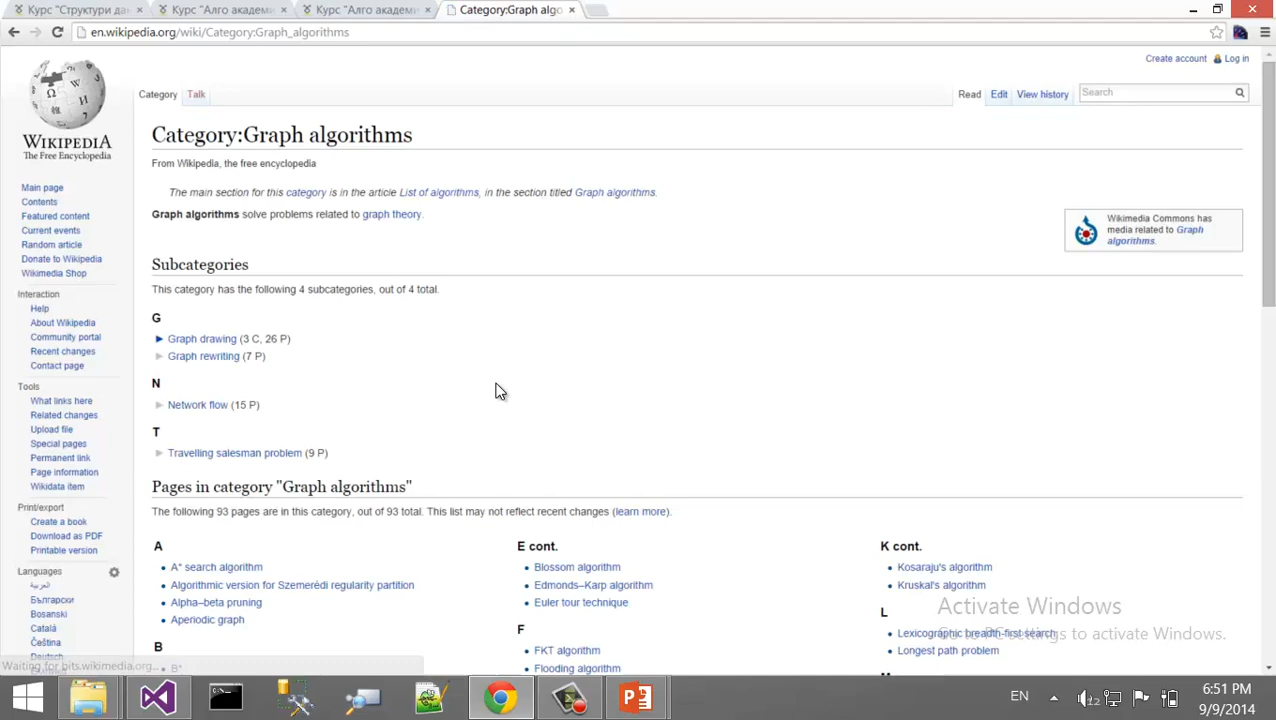 Курс "Структури да
Курс "Алго академи
Курс "Алго академи
Category:Graph algo
en.wikipedia.org/wiki/Category:Graph_algorithms
Create account Log in
WIKIPEDIA
The Free Encyclopedia
Category Talk
Read Edit View history Search
Category:Graph algorithms
From Wikipedia, the free encyclopedia
The main section for this category is in the article List of algorithms, in the section titled Graph algorithms.
Graph algorithms solve problems related to graph theory.
Wikimedia Commons has
media related to Graph
algorithms.
Main page
Contents
Featured content
Current events
Random article
Donate to Wikipedia
Wikimedia Shop
Interaction
Help
About Wikipedia
Community portal
Recent changes
Contact page
Tools
What links here
Related changes
Upload file
Special pages
Permanent link
Page information
Wikidata item
Print/export
Create a book
Download as PDF
Printable version
Languages
العربية
Български
Bosanski
Català
Čeština
Deutsch
Subcategories
This category has the following 4 subcategories, out of 4 total.
G
► Graph drawing (3 C, 26 P)
► Graph rewriting (7 P)
N
► Network flow (15 P)
T
► Travelling salesman problem (9 P)
Pages in category "Graph algorithms"
The following 93 pages are in this category, out of 93 total. This list may not reflect recent changes (learn more).
A
A* search algorithm
Algorithmic version for Szemerédi regularity partition
Alpha–beta pruning
Aperiodic graph
B
B*
E cont.
Blossom algorithm
Edmonds–Karp algorithm
Euler tour technique
F
FKT algorithm
Flooding algorithm
K cont.
Kosaraju's algorithm
Kruskal's algorithm
L
Lexicographic breadth-first search
Longest path problem
Activate Windows
Go to PC settings to activate Windows.
Waiting for bits.wikimedia.org...
EN
6:51 PM
9/9/2014